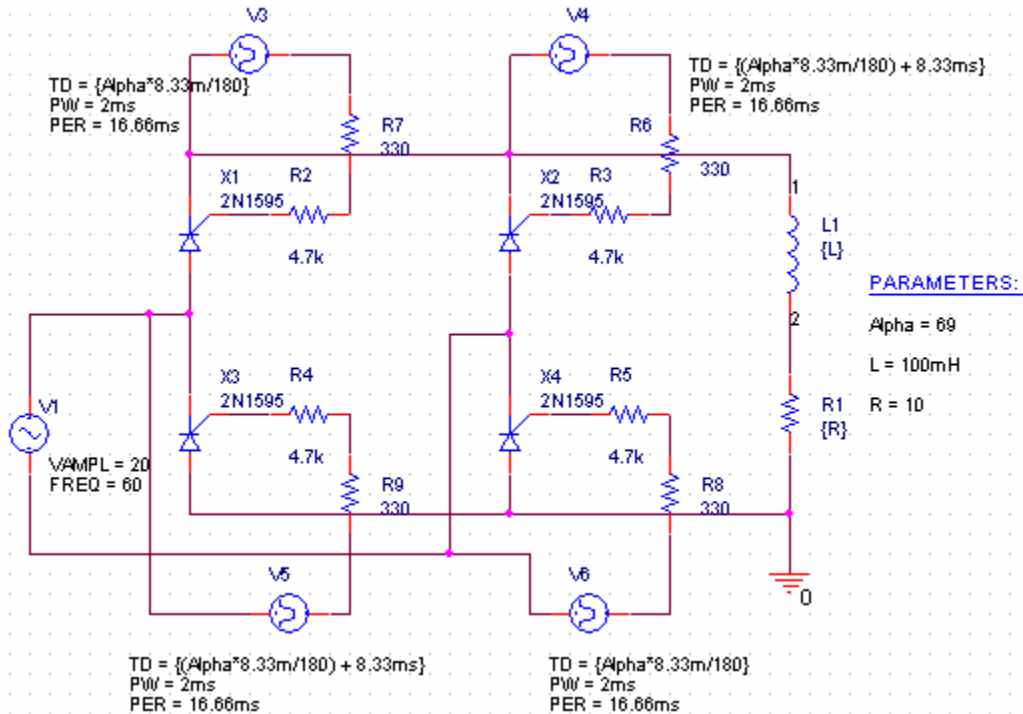 V3
V4
TD = {Alpha*8.33m/180}
PW = 2ms
PER = 16.66ms
TD = {(Alpha*8.33m/180) + 8.33ms}
PW = 2ms
PER = 16.66ms
R7
330
R6
330
X1
2N1595
R2
4.7k
X2
2N1595
R3
4.7k
1
L1
{L}
2
PARAMETERS:
Alpha = 69
L = 100mH
R = 10
X3
2N1595
R4
4.7k
X4
2N1595
R5
4.7k
R1
{R}
V1
VAMPL = 20
FREQ = 60
R9
330
R8
330
V5
V6
0
TD = {(Alpha*8.33m/180) + 8.33ms}
PW = 2ms
PER = 16.66ms
TD = {Alpha*8.33m/180}
PW = 2ms
PER = 16.66ms